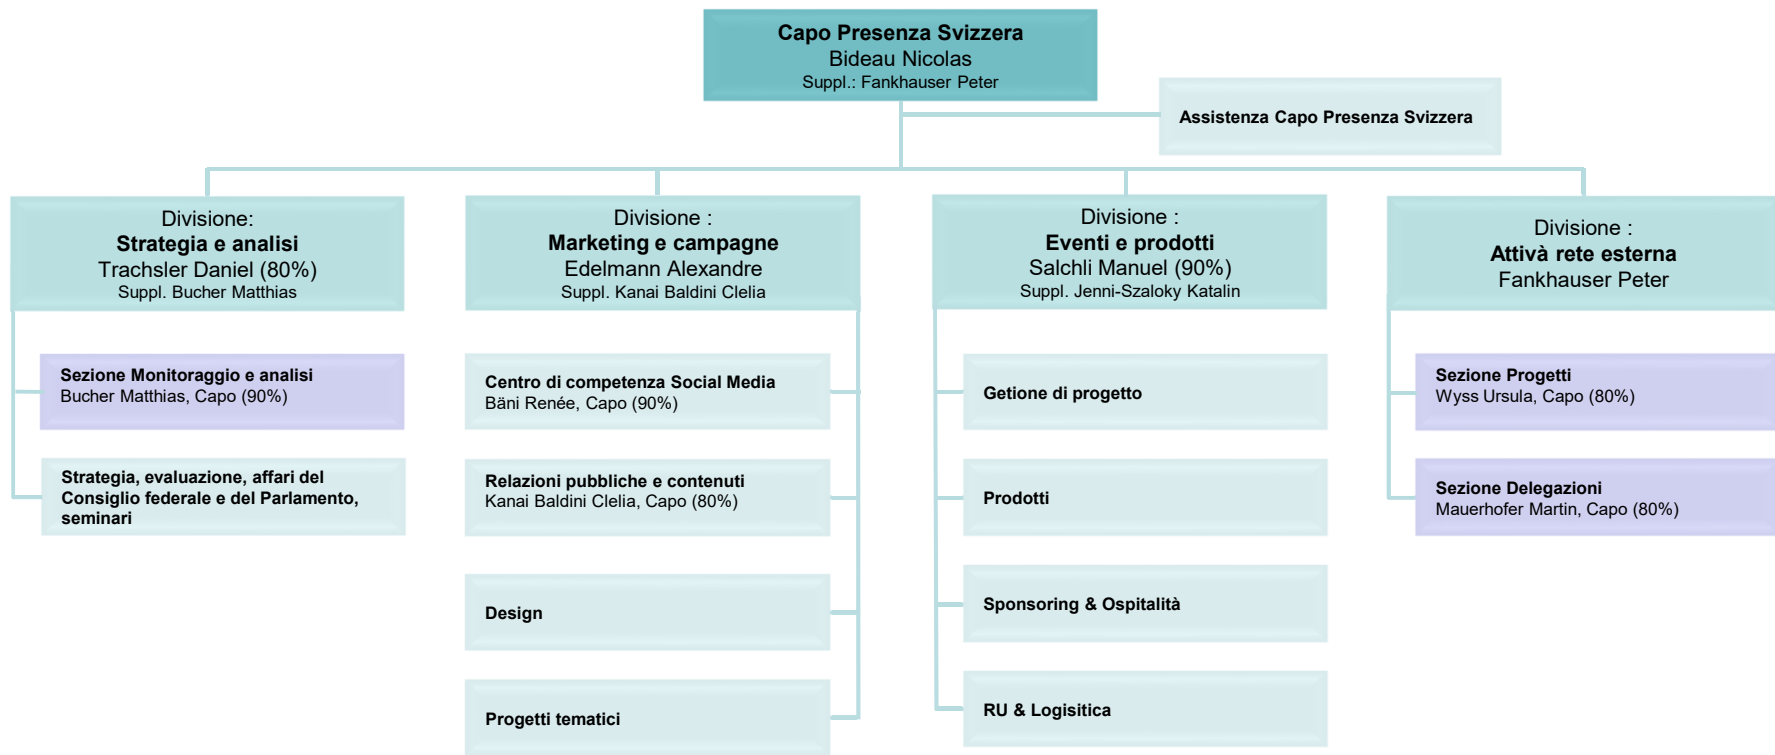 Capo Presenza Svizzera
Bideau Nicolas
Suppl.: Fankhauser Peter
Assistenza Capo Presenza Svizzera
Divisione:
Strategia e analisi
Trachsler Daniel (80%)
Suppl. Bucher Matthias
Sezione Monitoraggio e analisi
Bucher Matthias, Capo (90%)
Strategia, evaluazione, affari del
Consiglio federale e del Parlamento,
seminari
Divisione :
Marketing e campagne
Edelmann Alexandre
Suppl. Kanai Baldini Clelia
Centro di competenza Social Media
Bäni Renée, Capo (90%)
Relazioni pubbliche e contenuti
Kanai Baldini Clelia, Capo (80%)
Design
Progetti tematici
Divisione :
Eventi e prodotti
Salchli Manuel (90%)
Suppl. Jenni-Szaloky Katalin
Getione di progetto
Prodotti
Sponsoring & Ospitalità
RU & Logisitica
Divisione :
Attivà rete esterna
Fankhauser Peter
Sezione Progetti
Wyss Ursula, Capo (80%)
Sezione Delegazioni
Mauerhofer Martin, Capo (80%)